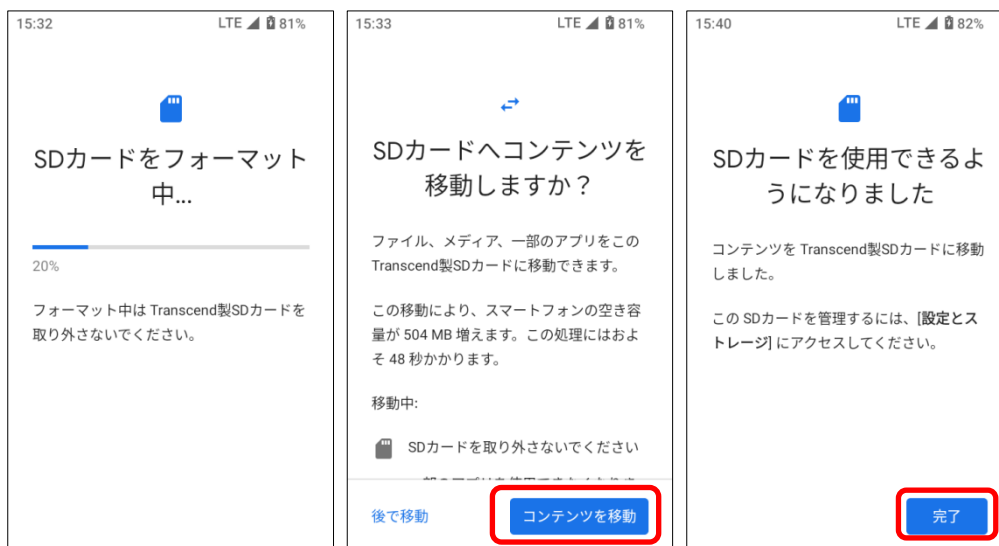 15:32 LTE 81%
SDカードをフォーマット
中...
20%
フォーマット中は Transcend製SDカードを
取り外さないでください。
15:33 LTE 81%
SDカードへコンテンツを
移動しますか？
ファイル、メディア、一部のアプリをこの
Transcend製SDカードに移動できます。
この移動により、スマートフォンの空き容
量が 504 MB 増えます。この処理にはおよ
そ 48 秒かかります。
移動中:
SDカードを取り外さないでください
後で移動
コンテンツを移動
15:40 LTE 82%
SDカードを使用できるよ
うになりました
コンテンツを Transcend製SDカードに移動
しました。
この SDカードを管理するには、[設定とス
トレージ] にアクセスしてください。
完了